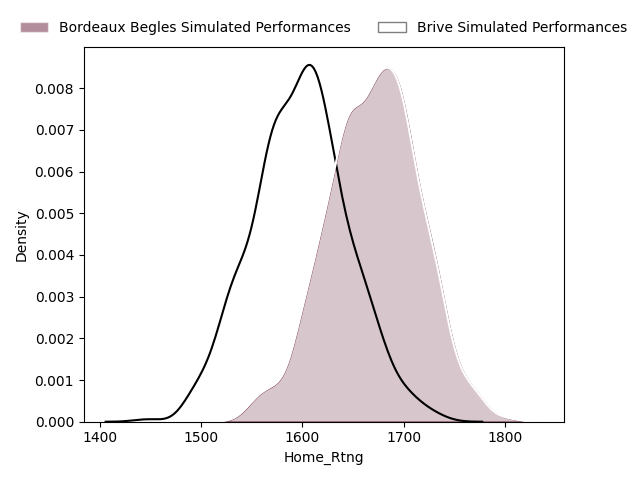 Bordeaux Begles Simulated Performances
Brive Simulated Performances
0.008
0.007
0.006
0.005
0.004
0.003
0.002
0.001
0.000
Density
1400 1500 1600 1700 1800
Home_Rtng